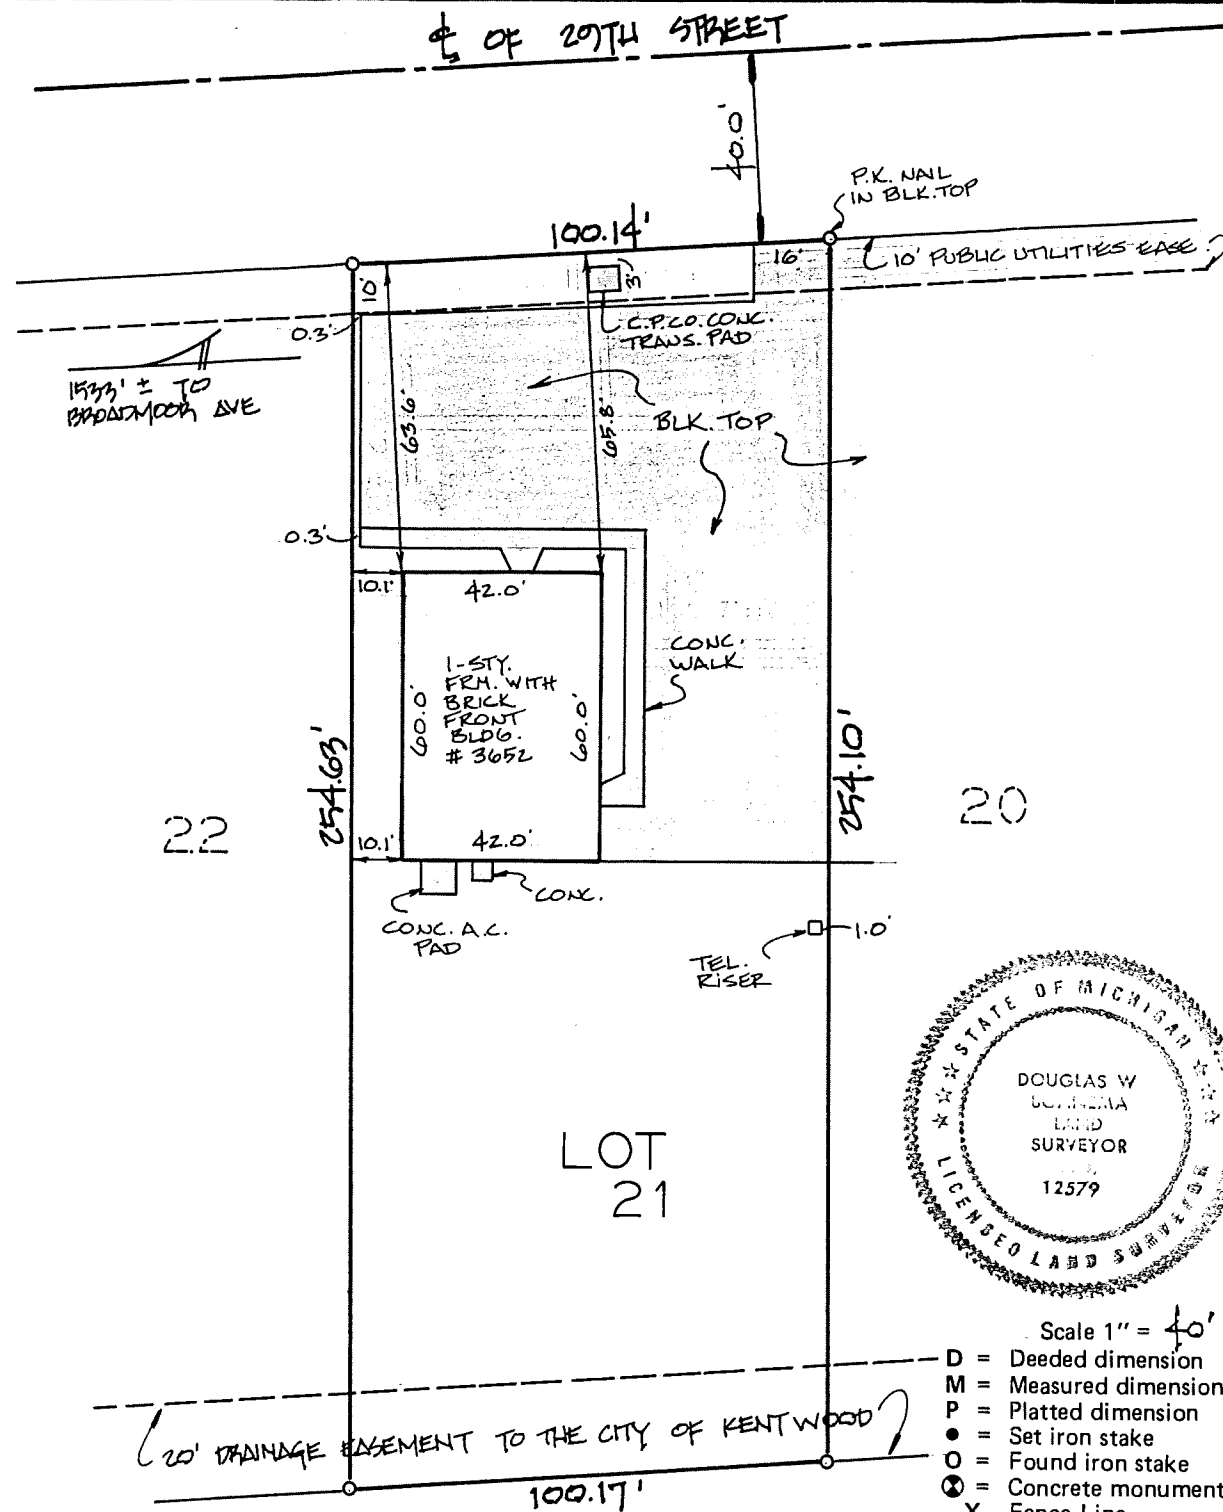 ℄ OF 29TH STREET
40.0'
P.K. NAIL
IN BLK.TOP
100.14'
16'
10' PUBLIC UTILITIES EASE.
10'
3'
0.3'
C.P.CO. CONC.
TRANS. PAD
1533' ± TO
BROADMOOR AVE
63.6'
65.8'
BLK. TOP
0.3'
10.1'
42.0'
CONC.
WALK
1-STY.
FRM. WITH
BRICK
FRONT
BLDG.
# 3652
60.0'
60.0'
254.63'
254.10'
22
20
10.1'
42.0'
CONC.
CONC. A.C.
PAD
1.0'
TEL.
RISER
LOT
21
STATE OF MICHIGAN
DOUGLAS W
LAND
SURVEYOR
12579
LICENSED LAND SURVEYOR
Scale 1" = 40'
D = Deeded dimension
M = Measured dimension
P = Platted dimension
● = Set iron stake
O = Found iron stake
= Concrete monument
X Fence Line
20' DRAINAGE EASEMENT TO THE CITY OF KENTWOOD
100.17'